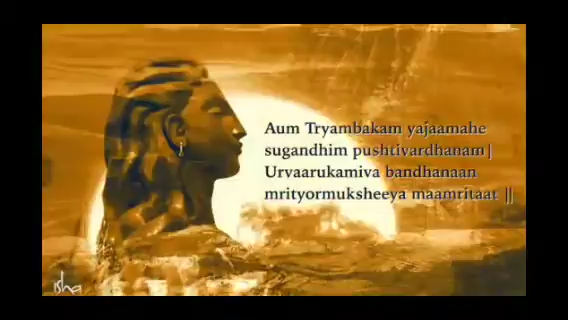 Aum Tryambakam yajaamahe
sugandhim pushtivardhanam|
Urvaarukamiva bandhanaan
mrityormuksheeya maamritaat ||
isha